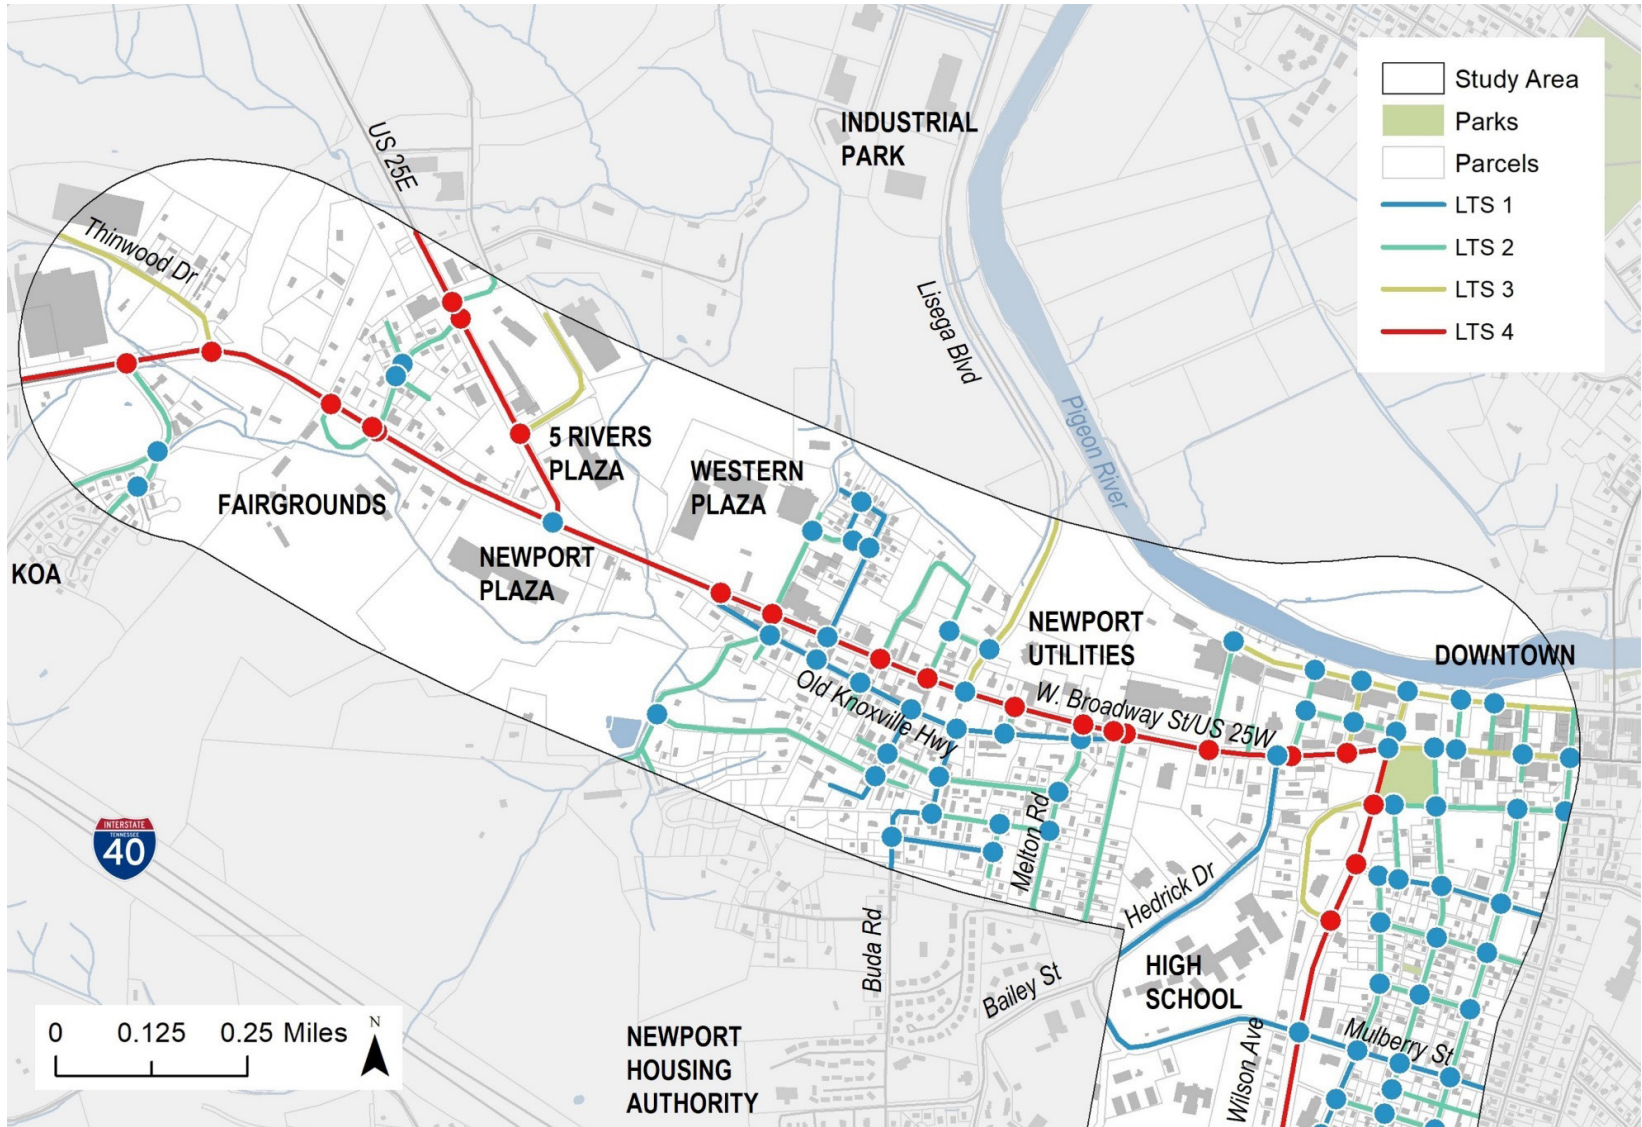 Study Area
Parks
Parcels
LTS 1
LTS 2
LTS 3
LTS 4
INDUSTRIAL
PARK
US 25E
Thinwood Dr
Lisega Blvd
Pigeon River
5 RIVERS
PLAZA
WESTERN
PLAZA
FAIRGROUNDS
NEWPORT
PLAZA
KOA
NEWPORT
UTILITIES
DOWNTOWN
Old Knoxville Hwy
W. Broadway St/US 25W
Melton Rd
INTERSTATE
TENNESSEE
40
Hedrick Dr
Buda Rd
Bailey St
HIGH
SCHOOL
Wilson Ave
Mulberry St
NEWPORT
HOUSING
AUTHORITY
0 0.125 0.25 Miles
N